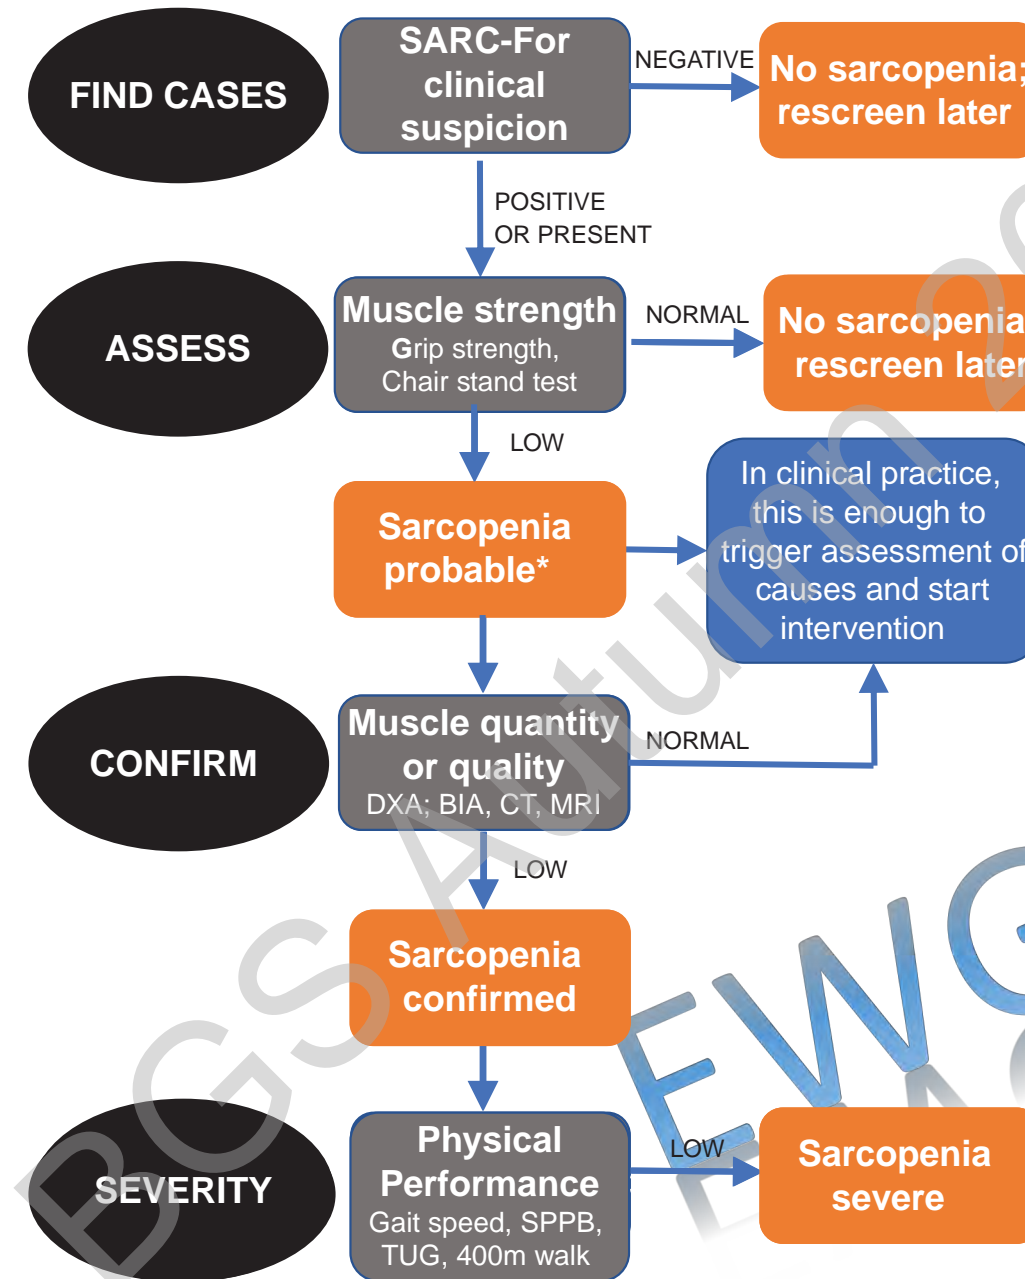 FIND CASES
SARC-For
clinical
suspicion
NEGATIVE
No sarcopenia;
rescreen later
POSITIVE
OR PRESENT
ASSESS
Muscle strength
Grip strength,
Chair stand test
NORMAL
No sarcopenia
rescreen later
LOW
Sarcopenia
probable*
In clinical practice,
this is enough to
trigger assessment of
causes and start
intervention
CONFIRM
Muscle quantity
or quality
DXA; BIA, CT, MRI
NORMAL
LOW
Sarcopenia
confirmed
SEVERITY
Physical
Performance
Gait speed, SPPB,
TUG, 400m walk
LOW
Sarcopenia
severe
BGS Autumn 2
EWG